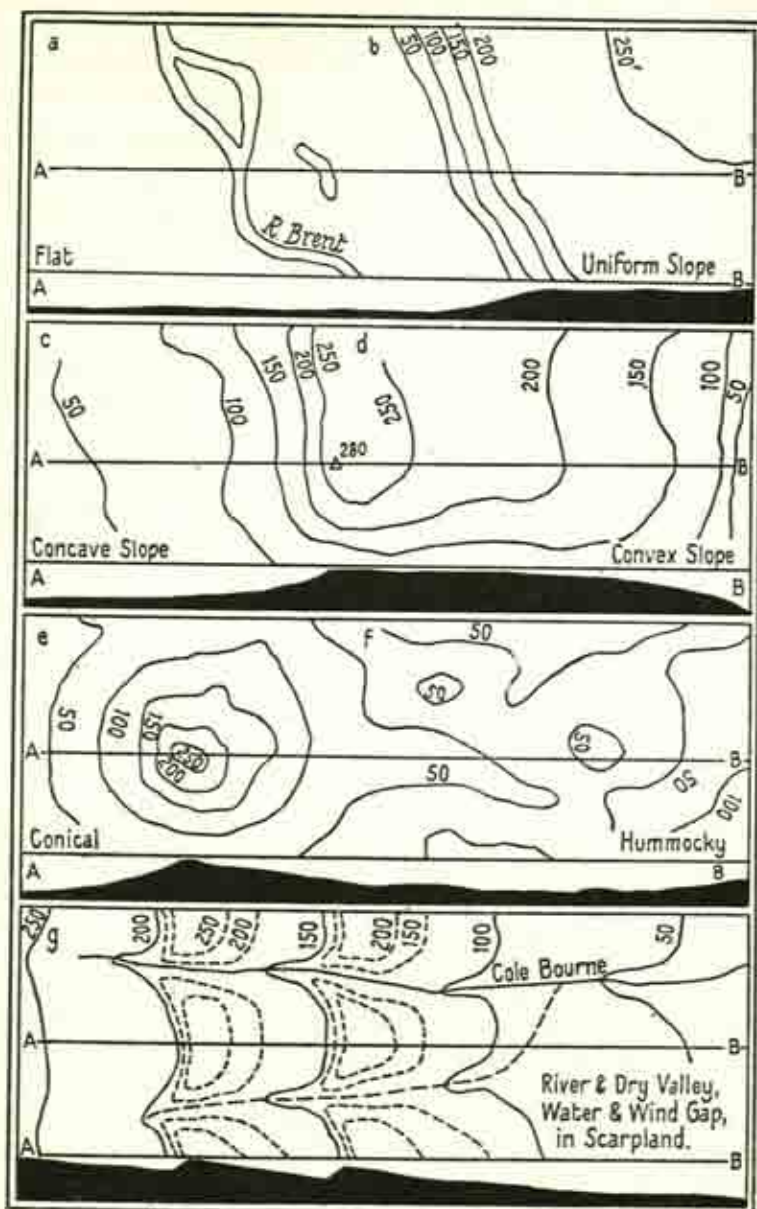 a b
50 100 150 200 250'
A B
R Brent
Flat Uniform Slope
A B
c d
50 100 150 200 250 250 200 150 100 50
280
A B
Concave Slope Convex Slope
A B
e f
50 100 150 200 250 50 50 50 50 50 100
A B
Conical Hummocky
A B
g
250 200 250 200 150 200 150 100 50
Cole Bourne
A B
River & Dry Valley,
Water & Wind Gap,
in Scarpland.
A B